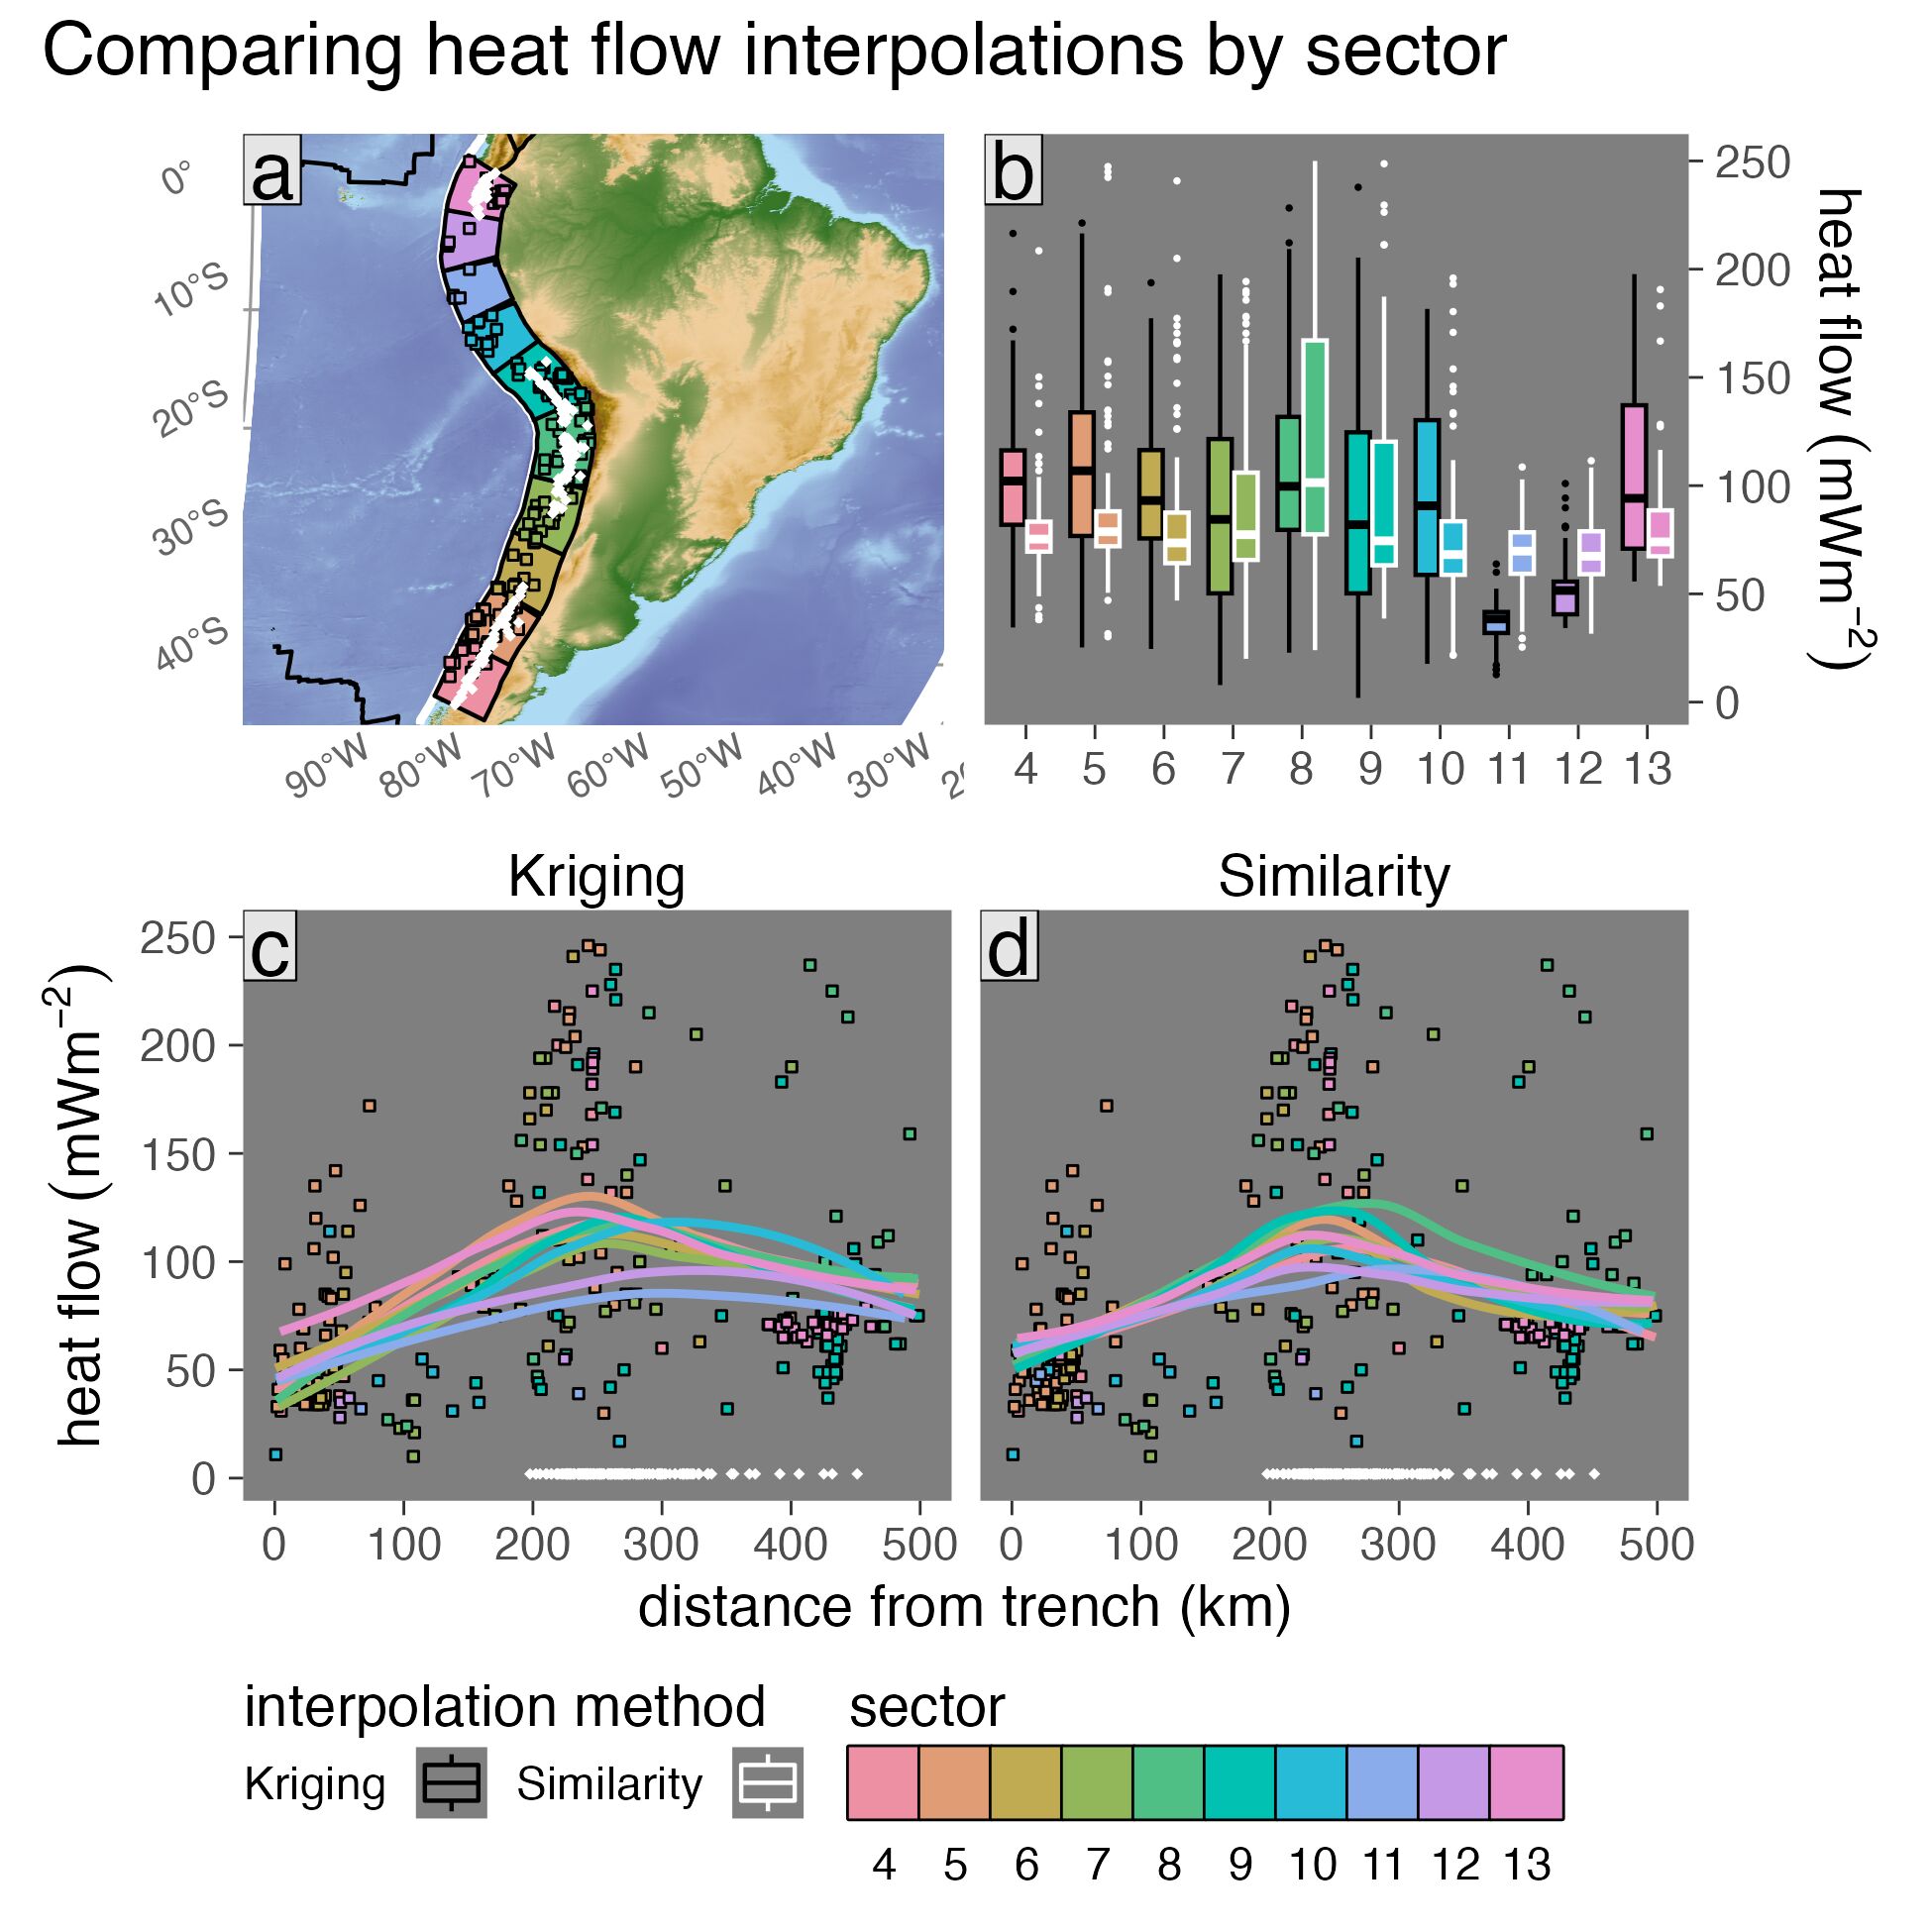 Comparing heat flow interpolations by sector
a
0°
10°S
20°S
30°S
40°S
90°W
80°W
70°W
60°W
50°W
40°W
30°W
b
250
200
150
100
50
0
heat flow (mWm⁻²)
4 5 6 7 8 9 10 11 12 13
Kriging
c
heat flow (mWm⁻²)
250
200
150
100
50
0
0 100 200 300 400 500
Similarity
d
0 100 200 300 400 500
distance from trench (km)
interpolation method
Kriging
Similarity
sector
4 5 6 7 8 9 10 11 12 13